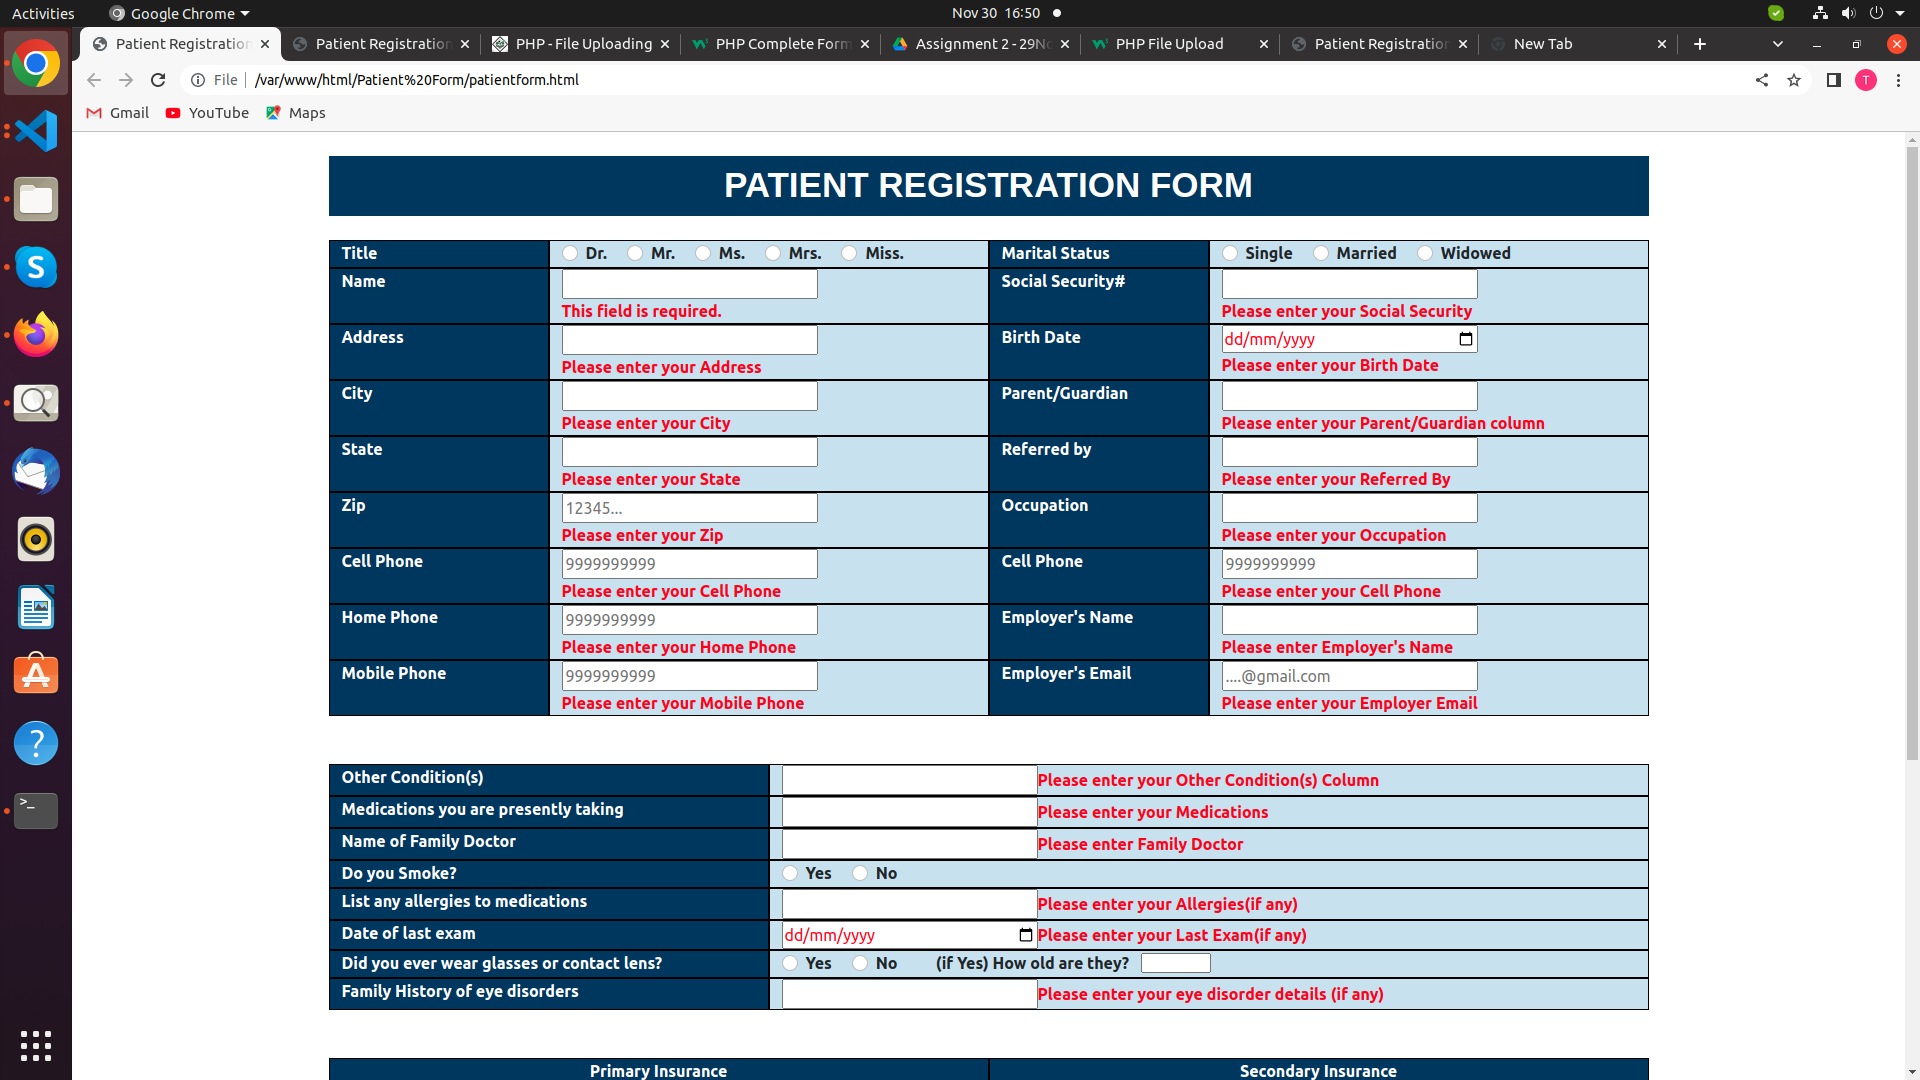 Activities Google Chrome Nov 30 16:50
Patient Registratio Patient Registration PHP - File Uploading PHP Complete Form Assignment 2 - 29No PHP File Upload Patient Registratio New Tab
File /var/www/html/Patient%20Form/patientform.html T
Gmail YouTube Maps
PATIENT REGISTRATION FORM
Title Dr. Mr. Ms. Mrs. Miss. Marital Status Single Married Widowed
Name Social Security#
This field is required. Please enter your Social Security
Address Birth Date dd/mm/yyyy
Please enter your Address Please enter your Birth Date
City Parent/Guardian
Please enter your City Please enter your Parent/Guardian column
State Referred by
Please enter your State Please enter your Referred By
Zip 12345... Occupation
Please enter your Zip Please enter your Occupation
Cell Phone 9999999999 Cell Phone 9999999999
Please enter your Cell Phone Please enter your Cell Phone
Home Phone 9999999999 Employer's Name
Please enter your Home Phone Please enter Employer's Name
Mobile Phone 9999999999 Employer's Email ....@gmail.com
Please enter your Mobile Phone Please enter your Employer Email
Other Condition(s) Please enter your Other Condition(s) Column
Medications you are presently taking Please enter your Medications
Name of Family Doctor Please enter Family Doctor
Do you Smoke? Yes No
List any allergies to medications Please enter your Allergies(if any)
Date of last exam dd/mm/yyyy Please enter your Last Exam(if any)
Did you ever wear glasses or contact lens? Yes No (if Yes) How old are they?
Family History of eye disorders Please enter your eye disorder details (if any)
Primary Insurance Secondary Insurance